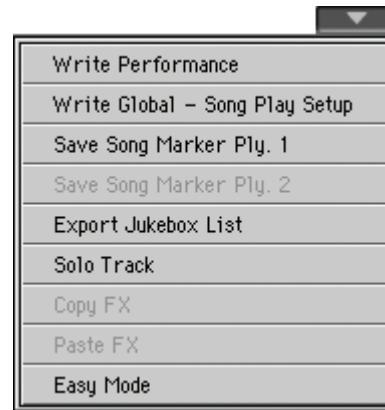 Write Performance
Write Global - Song Play Setup
Save Song Marker Ply. 1
Save Song Marker Ply. 2
Export Jukebox List
Solo Track
Copy FX
Paste FX
Easy Mode